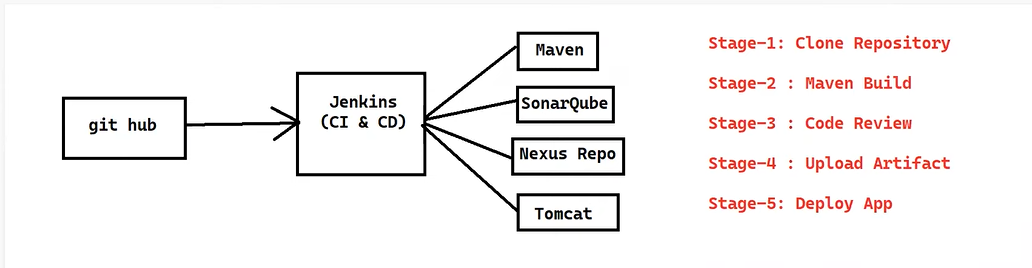 git hub
Jenkins
(CI & CD)
Maven
SonarQube
Nexus Repo
Tomcat
Stage-1: Clone Repository
Stage-2 : Maven Build
Stage-3 : Code Review
Stage-4 : Upload Artifact
Stage-5: Deploy App